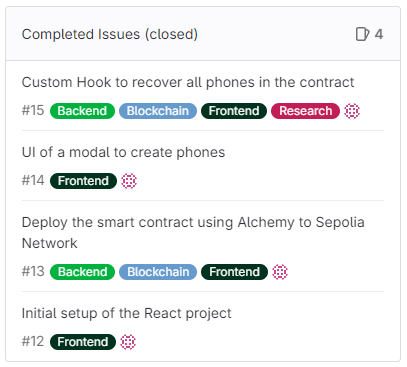 Completed Issues (closed) 4
Custom Hook to recover all phones in the contract
#15 Backend Blockchain Frontend Research
UI of a modal to create phones
#14 Frontend
Deploy the smart contract using Alchemy to Sepolia
Network
#13 Backend Blockchain Frontend
Initial setup of the React project
#12 Frontend